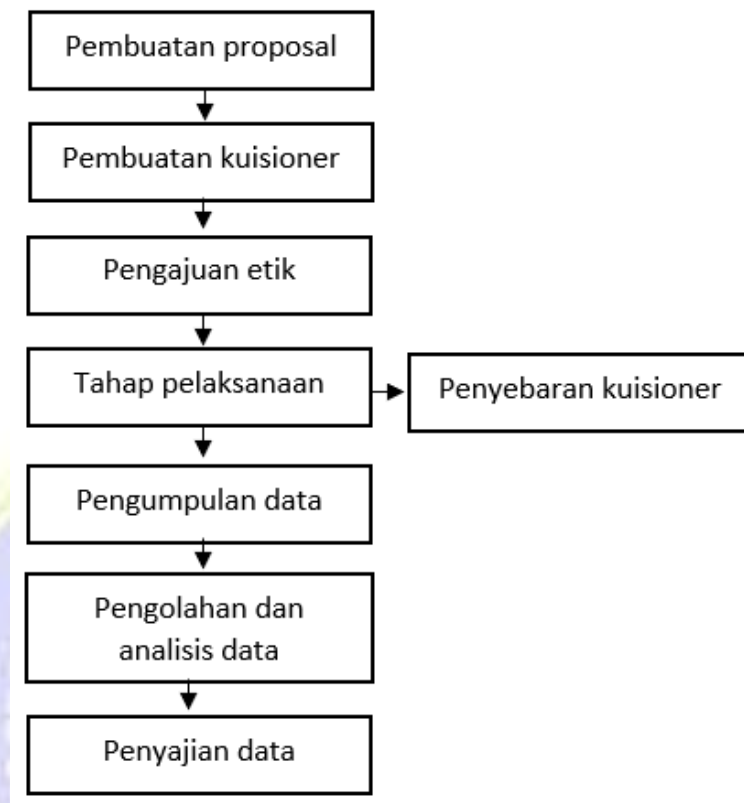 Pembuatan proposal
Pembuatan kuisioner
Pengajuan etik
Tahap pelaksanaan
Penyebaran kuisioner
Pengumpulan data
Pengolahan dan
analisis data
Penyajian data